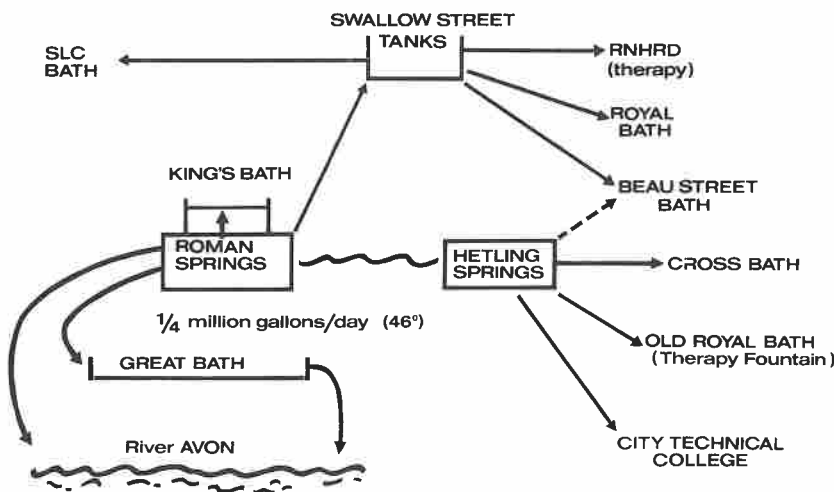 SWALLOW STREET
TANKS
SLC
BATH
RNHRD
(therapy)
ROYAL
BATH
KING'S BATH
BEAU STREET
BATH
ROMAN
SPRINGS
HETLING
SPRINGS
CROSS BATH
1/4 million gallons/day (46°)
OLD ROYAL BATH
(Therapy Fountain)
GREAT BATH
River AVON
CITY TECHNICAL
COLLEGE